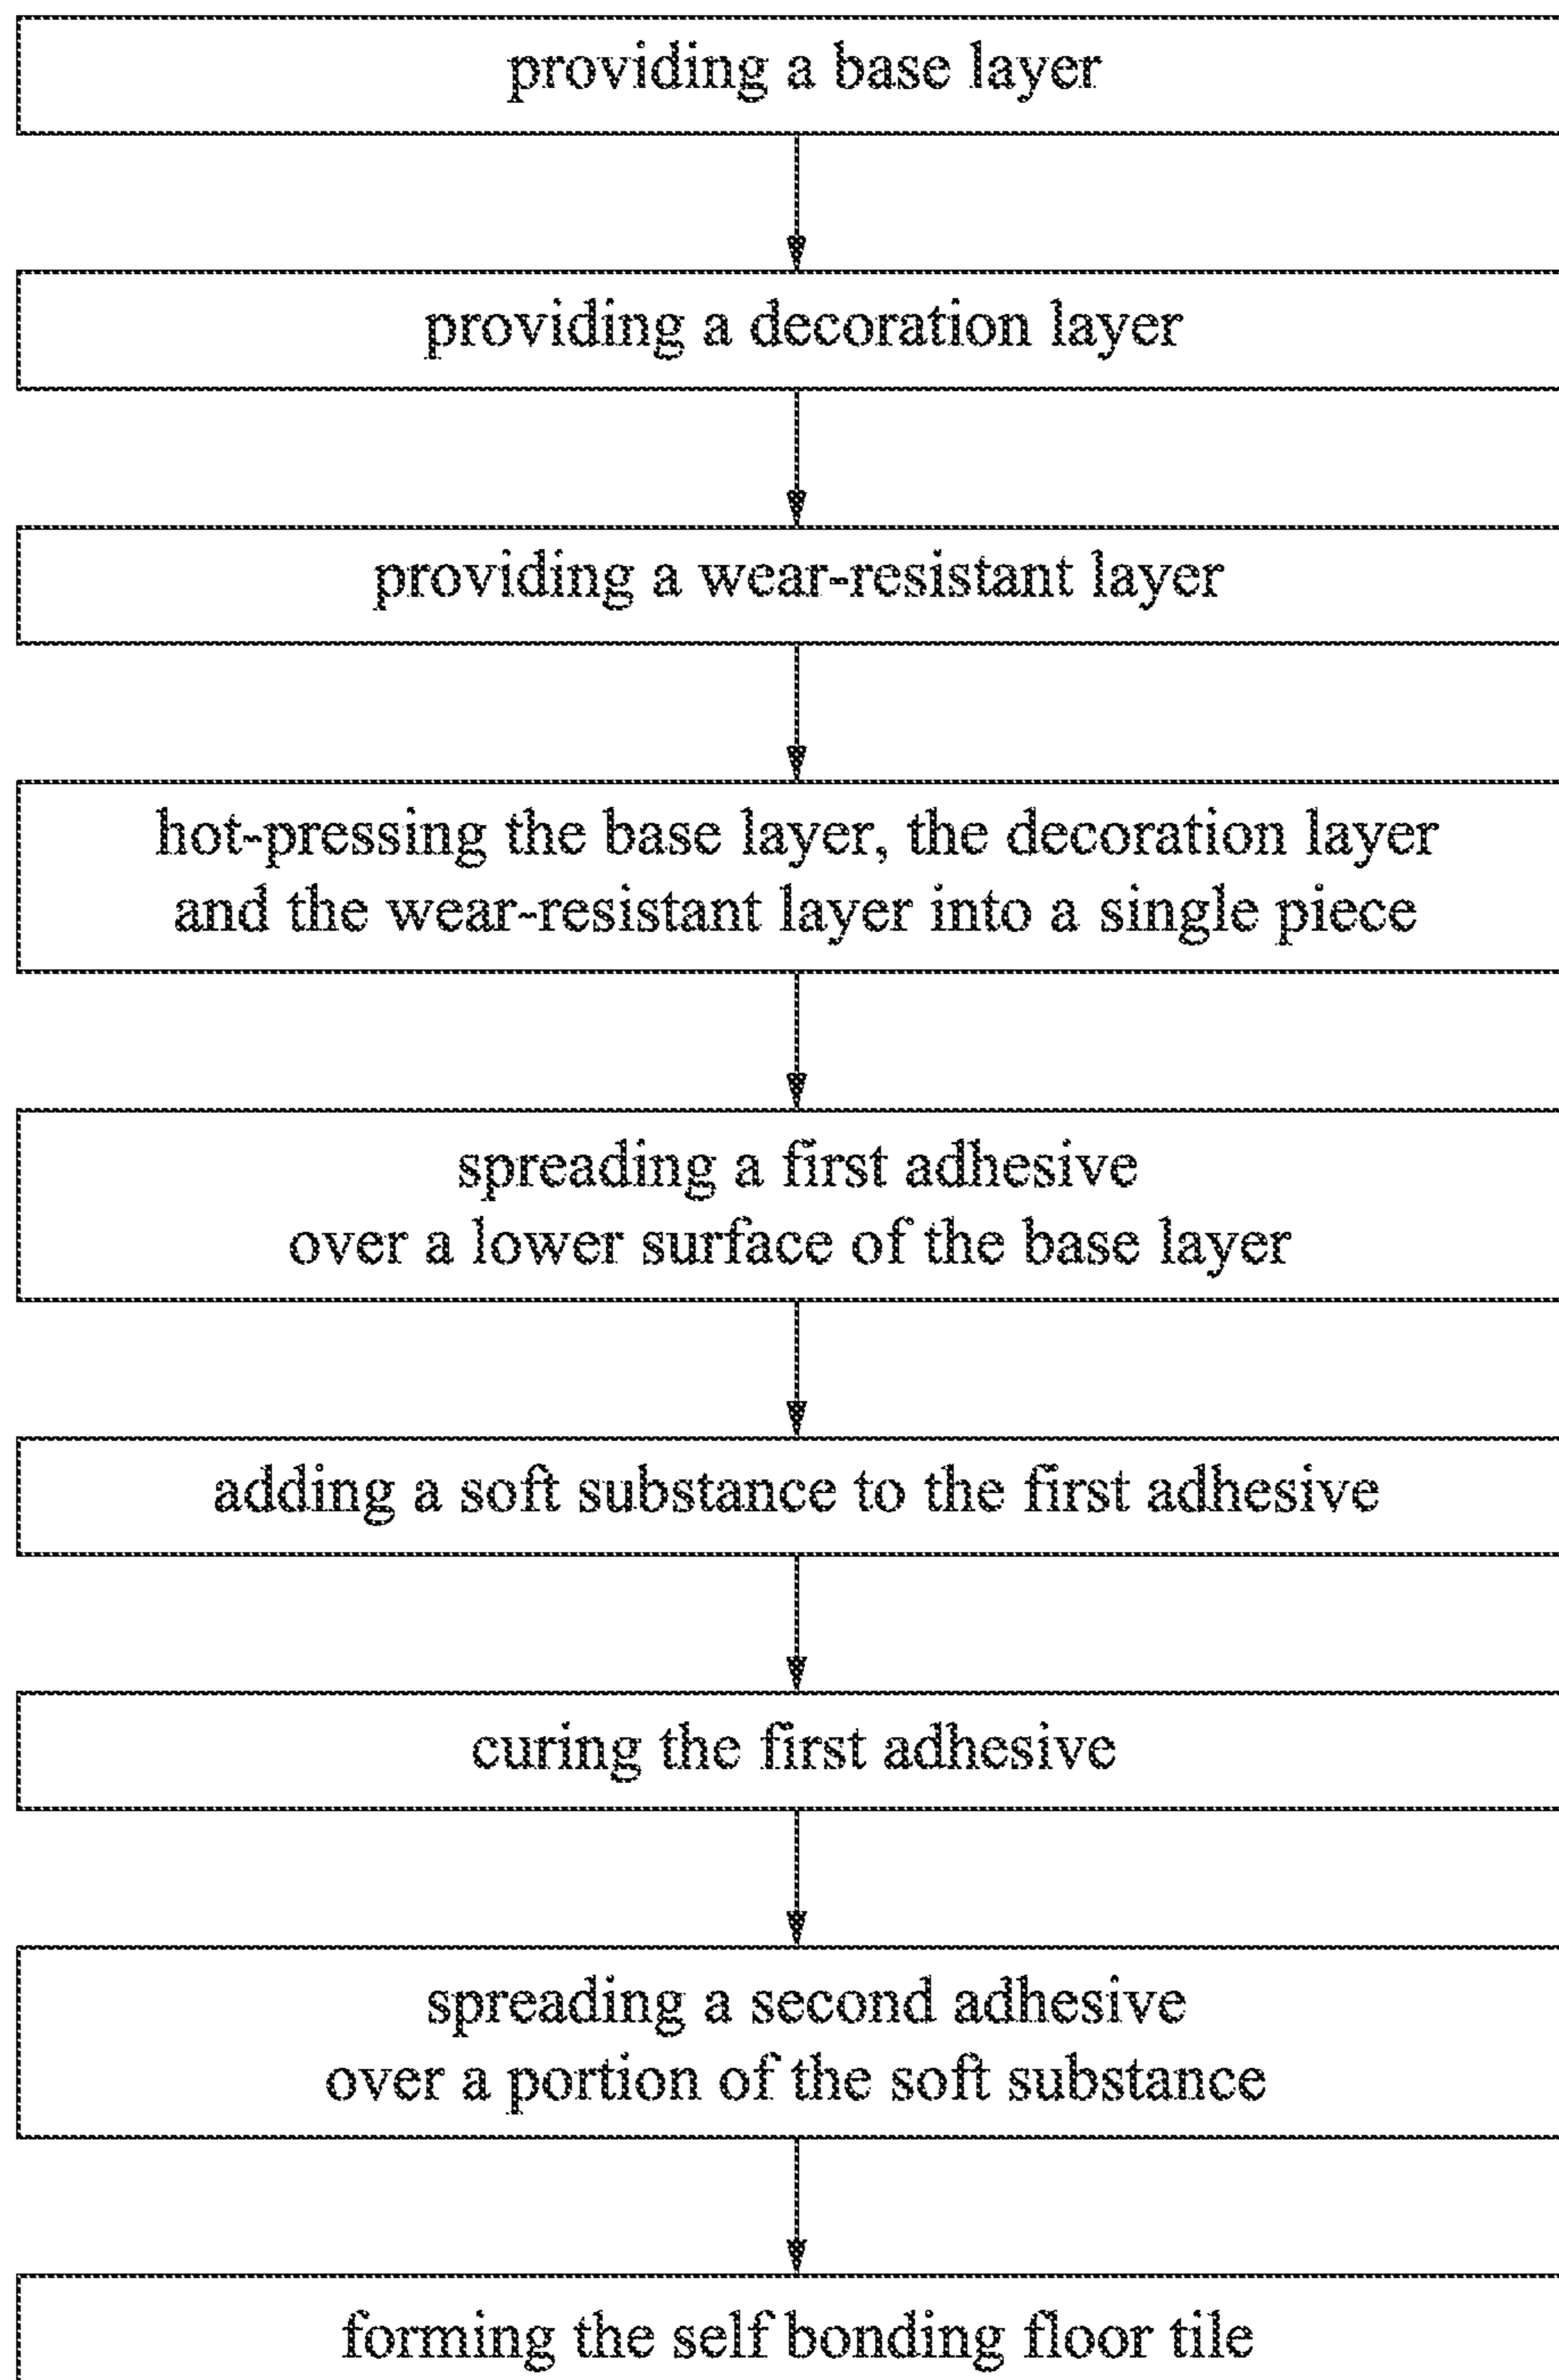 providing a base layer
providing a decoration layer
providing a wear-resistant layer
hot-pressing the base layer, the decoration layer
and the wear-resistant layer into a single piece
spreading a first adhesive
over a lower surface of the base layer
adding a soft substance to the first adhesive
curing the first adhesive
spreading a second adhesive
over a portion of the soft substance
forming the self bonding floor tile